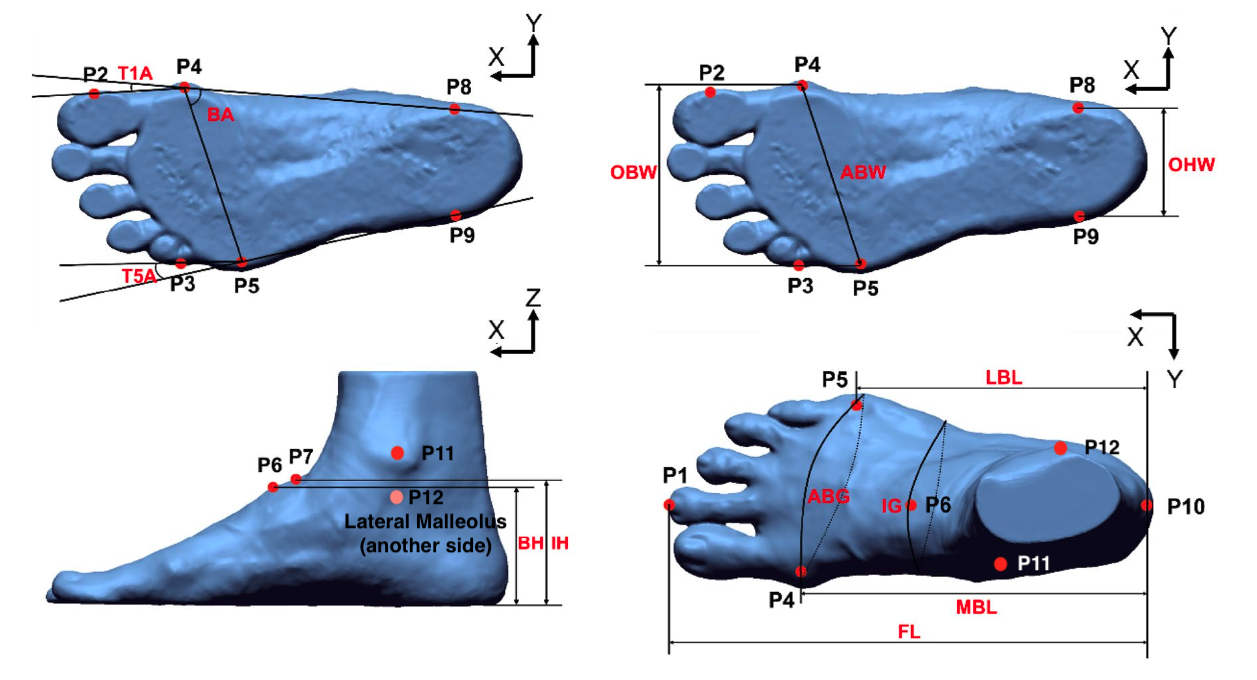 Y
X
P2
T1A
P4
BA
P8
P9
T5A
P3
P5
Y
X
P2
P4
P8
OBW
ABW
OHW
P9
P3
P5
Z
X
P6
P7
P11
P12
Lateral Malleolus
(another side)
BH
IH
X
Y
P5
LBL
P12
P1
ABG
IG
P6
P10
P11
P4
MBL
FL